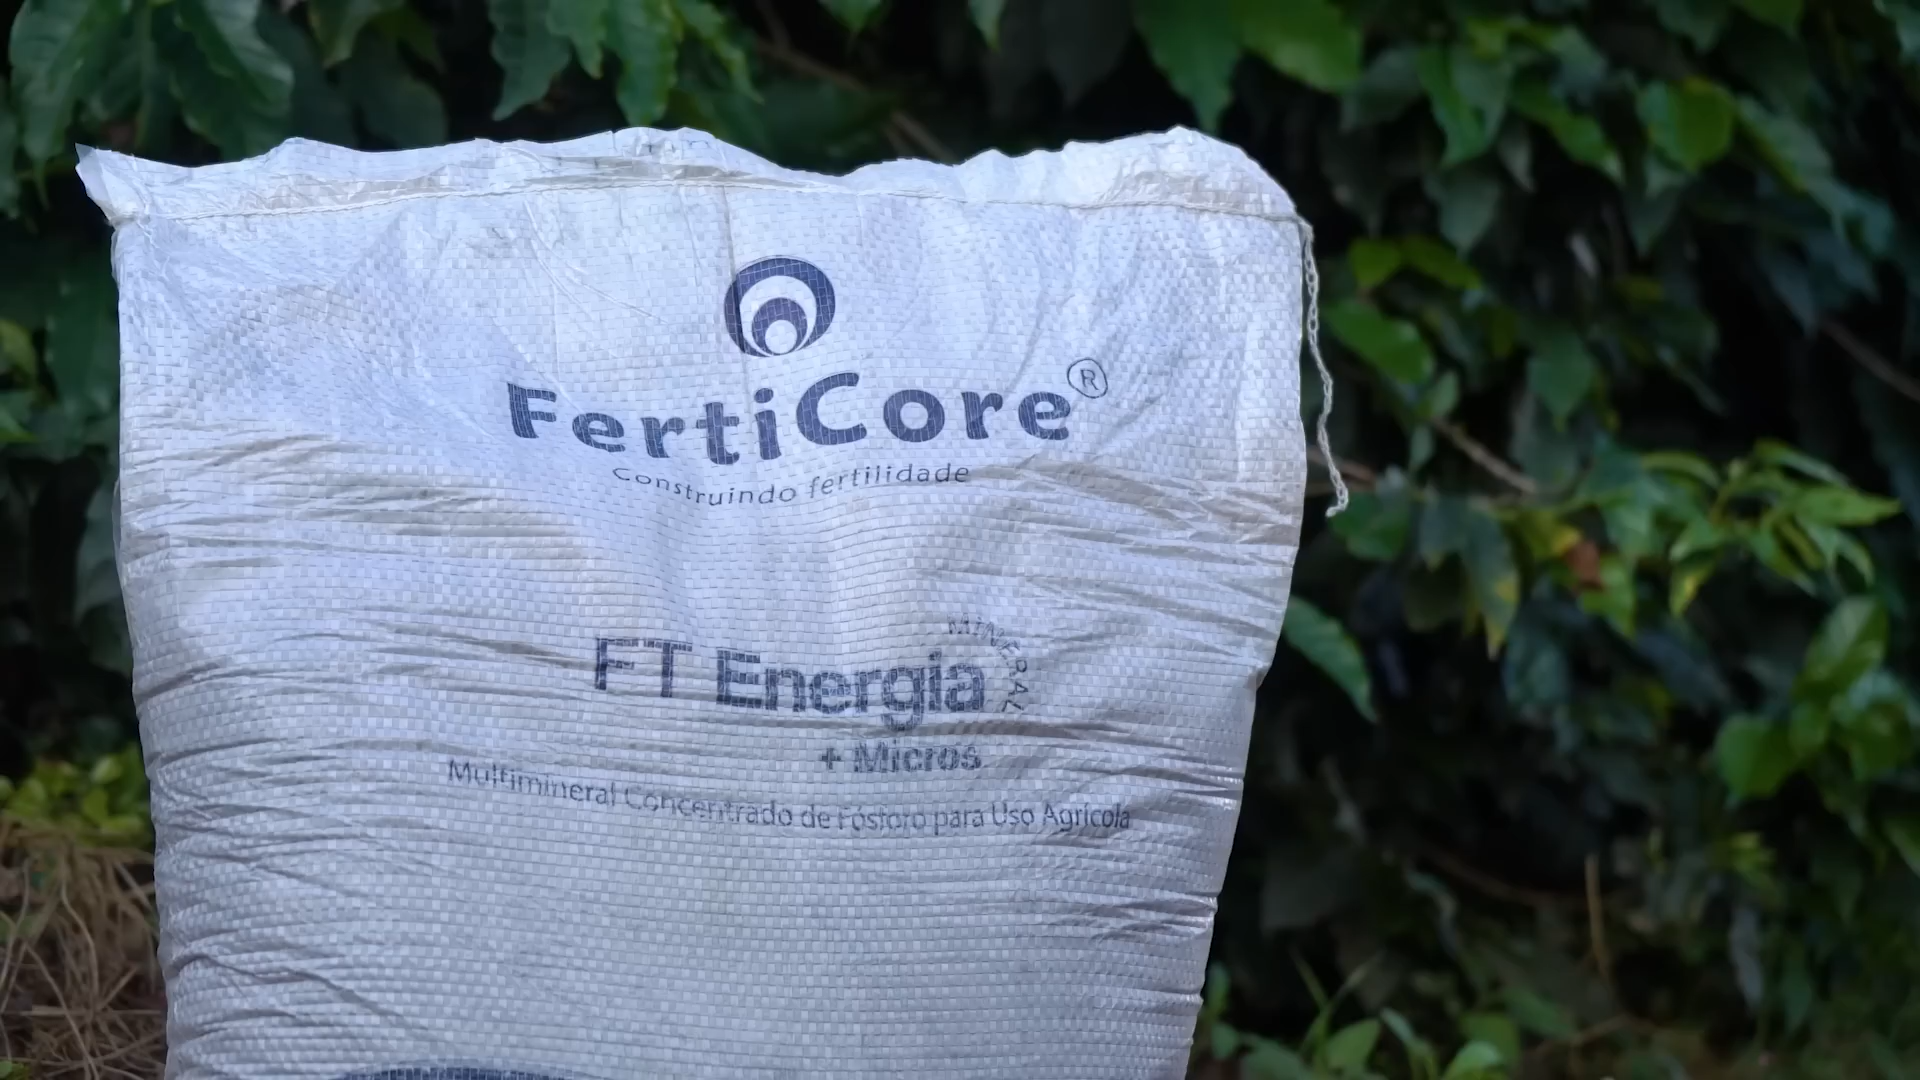 FertiCore®
Construindo fertilidade
FT Energia
MINERAL
+ Micros
Multimineral Concentrado de Fósforo para Uso Agrícola